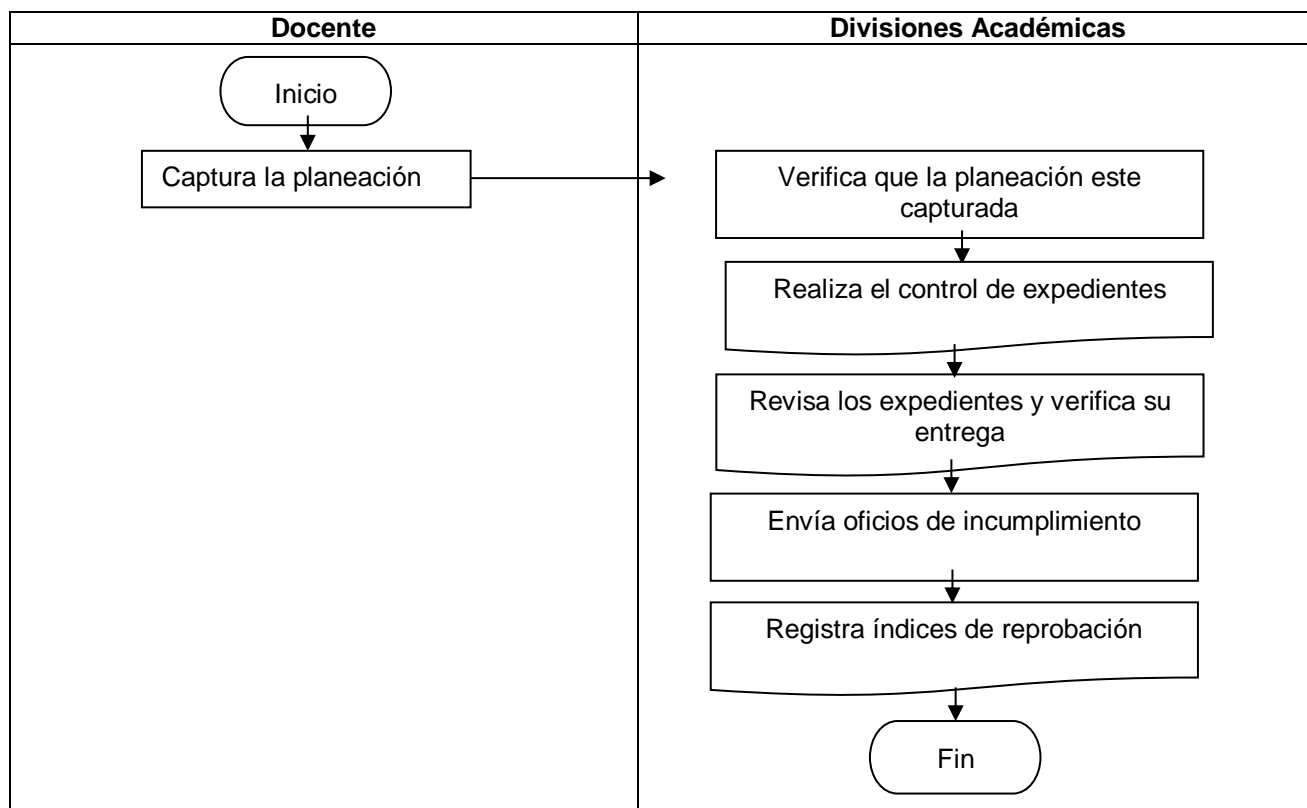 Docente
Divisiones Académicas
Inicio
Captura la planeación
Verifica que la planeación este
capturada
Realiza el control de expedientes
Revisa los expedientes y verifica su
entrega
Envía oficios de incumplimiento
Registra índices de reprobación
Fin